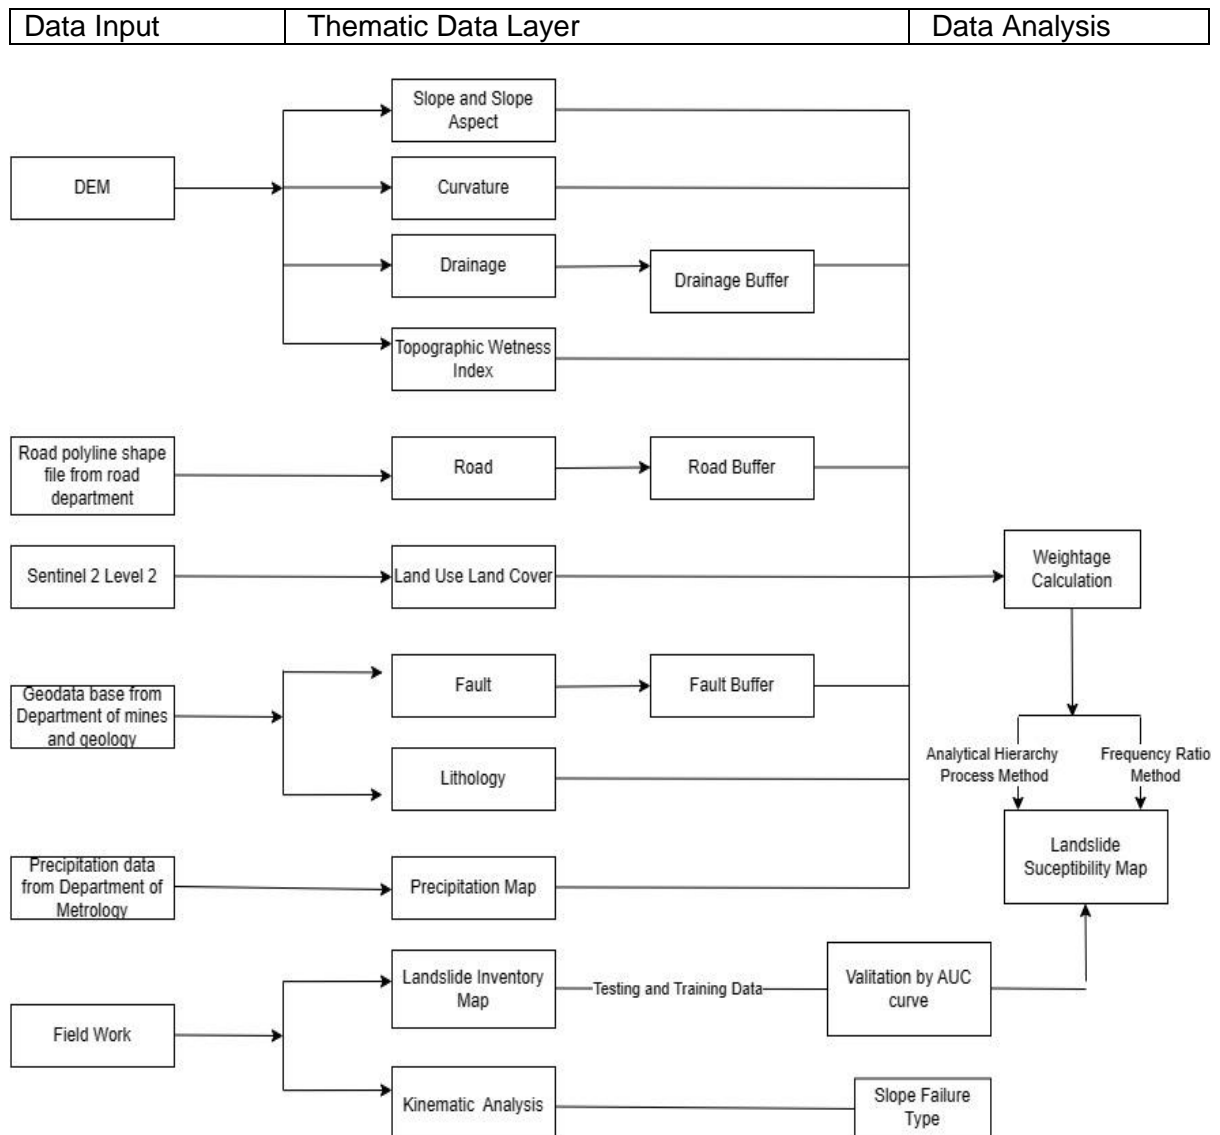 Data Input
Thematic Data Layer
Data Analysis
Slope and Slope
Aspect
DEM
Curvature
Drainage
Drainage Buffer
Topographic Wetness
Index
Road polyline shape
file from road
department
Road
Road Buffer
Sentinel 2 Level 2
Land Use Land Cover
Weightage
Calculation
Geodata base from
Department of mines
and geology
Fault
Fault Buffer
Lithology
Analytical Hierarchy
Process Method
Frequency Ratio
Method
Landslide
Suceptibility Map
Precipitation data
from Department of
Metrology
Precipitation Map
Landslide Inventory
Map
Testing and Training Data
Valitation by AUC
curve
Field Work
Kinematic Analysis
Slope Failure
Type